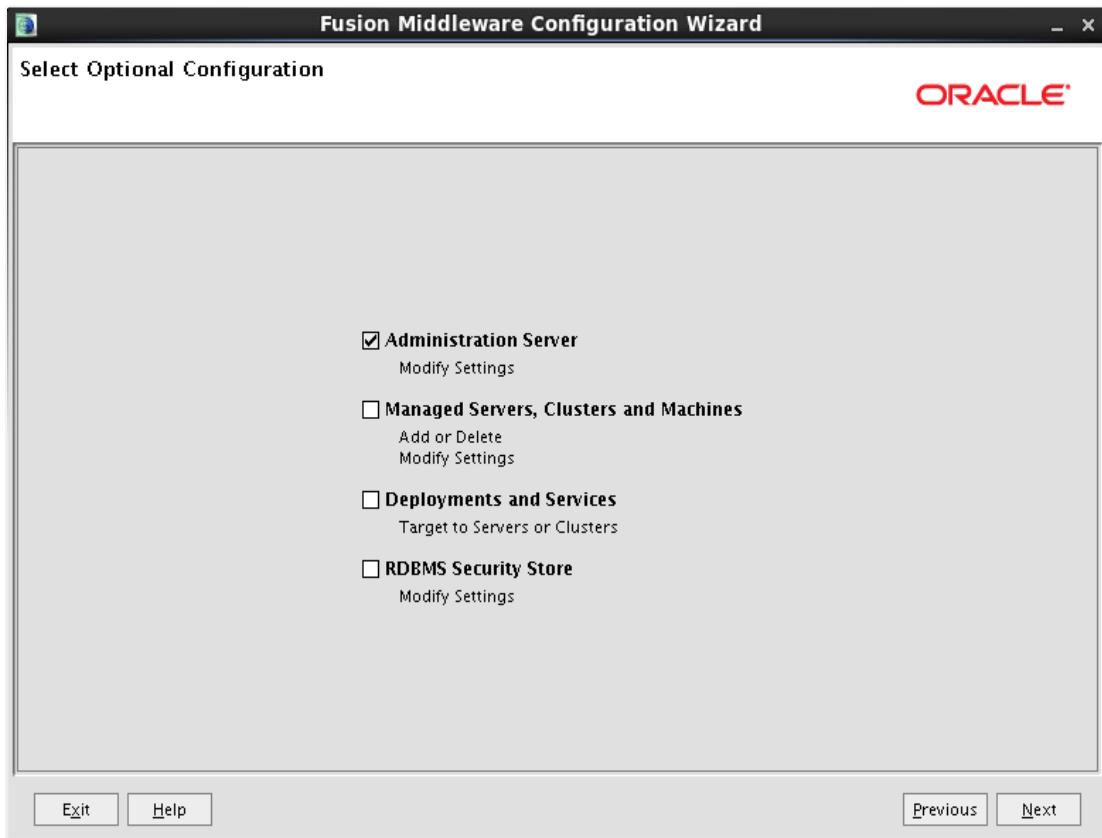 Fusion Middleware Configuration Wizard
Select Optional Configuration
ORACLE
Administration Server
Modify Settings
Managed Servers, Clusters and Machines
Add or Delete
Modify Settings
Deployments and Services
Target to Servers or Clusters
RDBMS Security Store
Modify Settings
Exit Help Previous Next